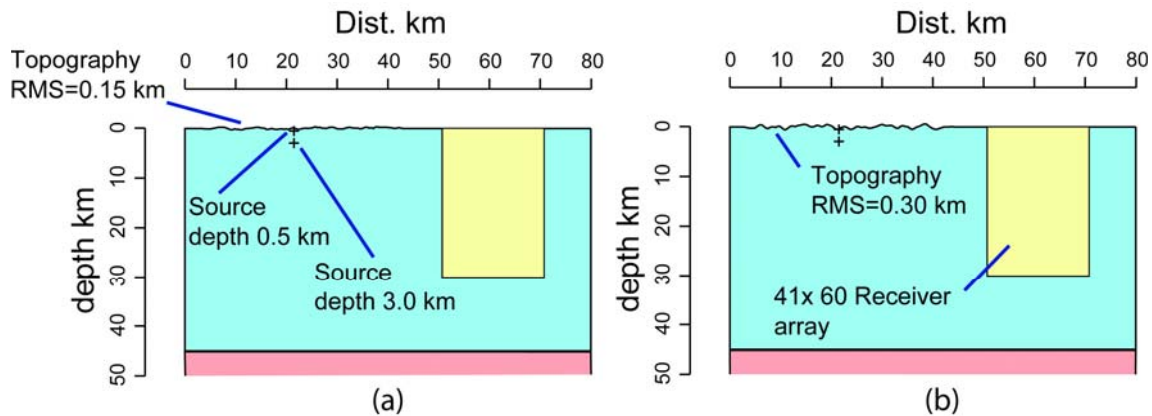 Dist. km
0 10 20 30 40 50 60 70 80
Topography
RMS=0.15 km
depth km
0
10
20
30
40
50
Source
depth 0.5 km
Source
depth 3.0 km
(a)
Dist. km
0 10 20 30 40 50 60 70 80
depth km
0
10
20
30
40
50
Topography
RMS=0.30 km
41x 60 Receiver
array
(b)